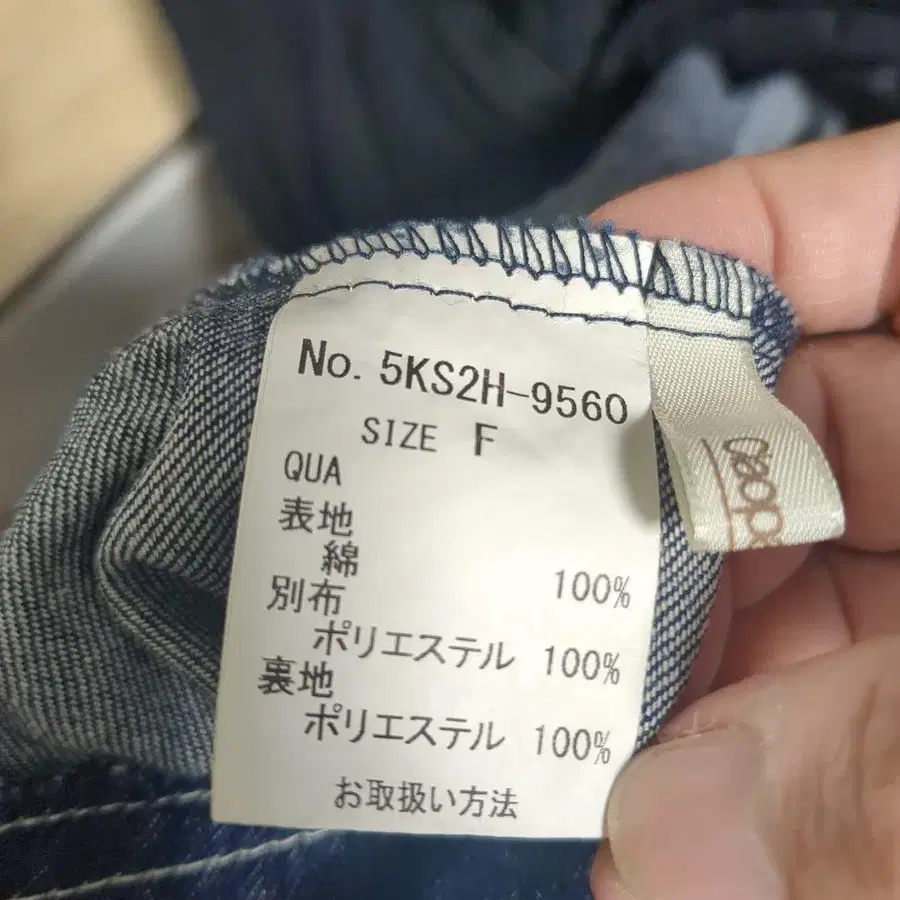 No. 5KS2H-9560
SIZE F
QUA
表地
綿 100%
別布
ポリエステル 100%
裏地
ポリエステル 100%
お取扱い方法